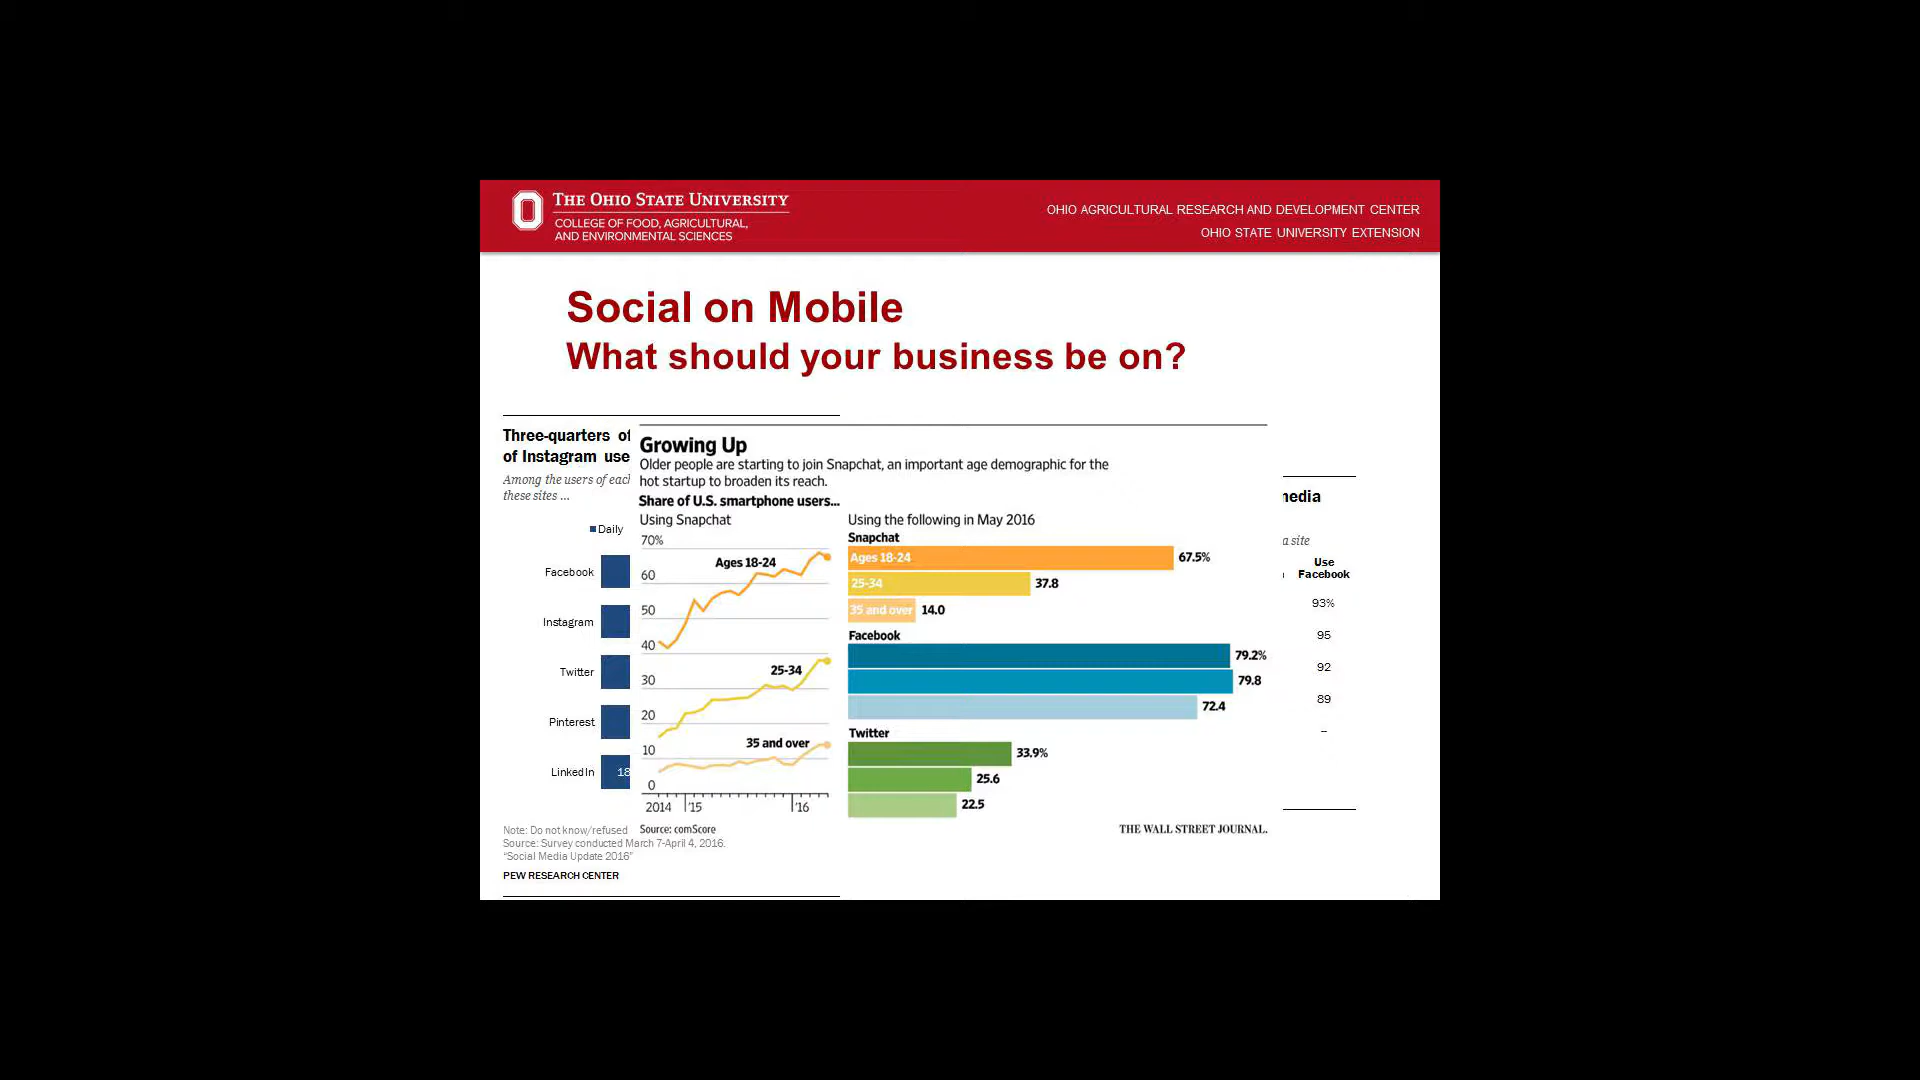 THE OHIO STATE UNIVERSITY
COLLEGE OF FOOD, AGRICULTURAL,
AND ENVIRONMENTAL SCIENCES
OHIO AGRICULTURAL RESEARCH AND DEVELOPMENT CENTER
OHIO STATE UNIVERSITY EXTENSION
Social on Mobile
What should your business be on?
Three-quarters of
of Instagram use
Among the users of each
these sites ...
Daily
Facebook
Instagram
Twitter
Pinterest
LinkedIn
18
Note: Do not know/refused
Source: Survey conducted March 7-April 4, 2016.
"Social Media Update 2016"
PEW RESEARCH CENTER
Growing Up
Older people are starting to join Snapchat, an important age demographic for the
hot startup to broaden its reach.
Share of U.S. smartphone users...
Using Snapchat
70%
60
50
40
30
20
10
0
Ages 18-24
25-34
35 and over
2014 '15 '16
Source: comScore
Using the following in May 2016
Snapchat
Ages 18-24 67.5%
25-34 37.8
35 and over 14.0
Facebook
79.2%
79.8
72.4
Twitter
33.9%
25.6
22.5
THE WALL STREET JOURNAL.
media
a site
Use
Facebook
93%
95
92
89
–